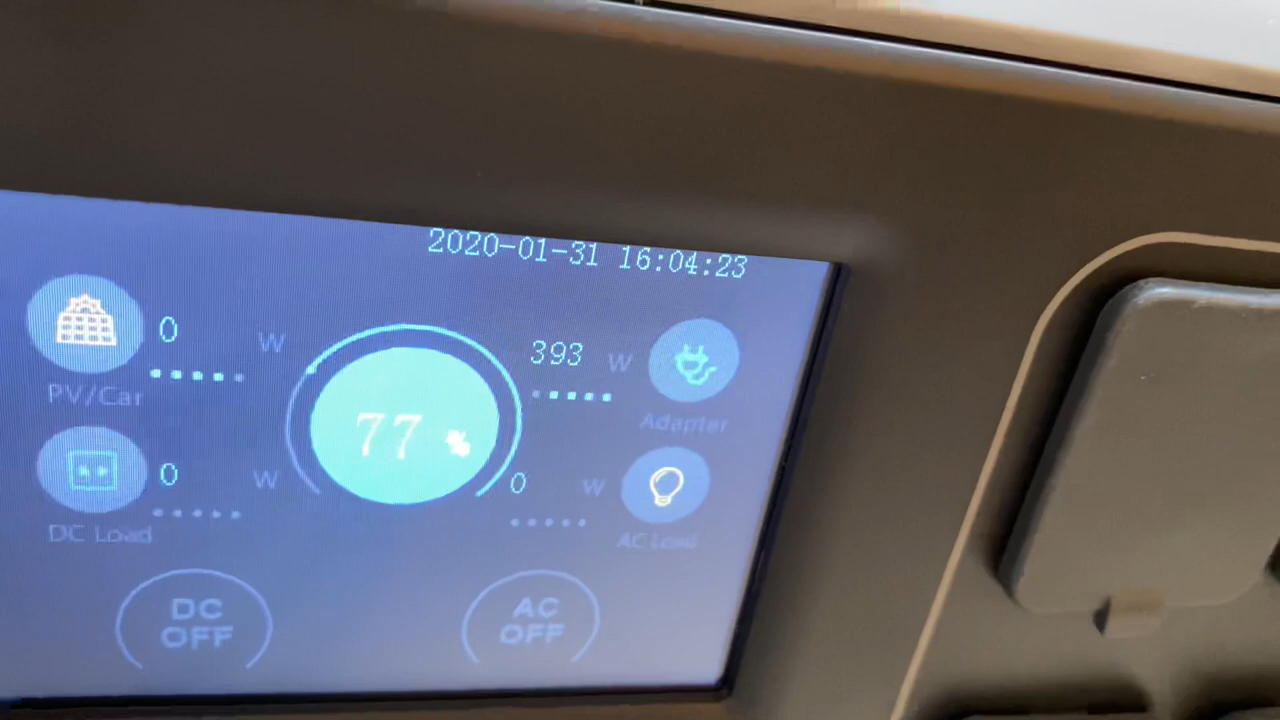 2020-01-31 16:04:23
0 W
PV/Car
393 W
Adapter
77 %
0 W
DC Load
0 W
AC Load
DC OFF
AC OFF